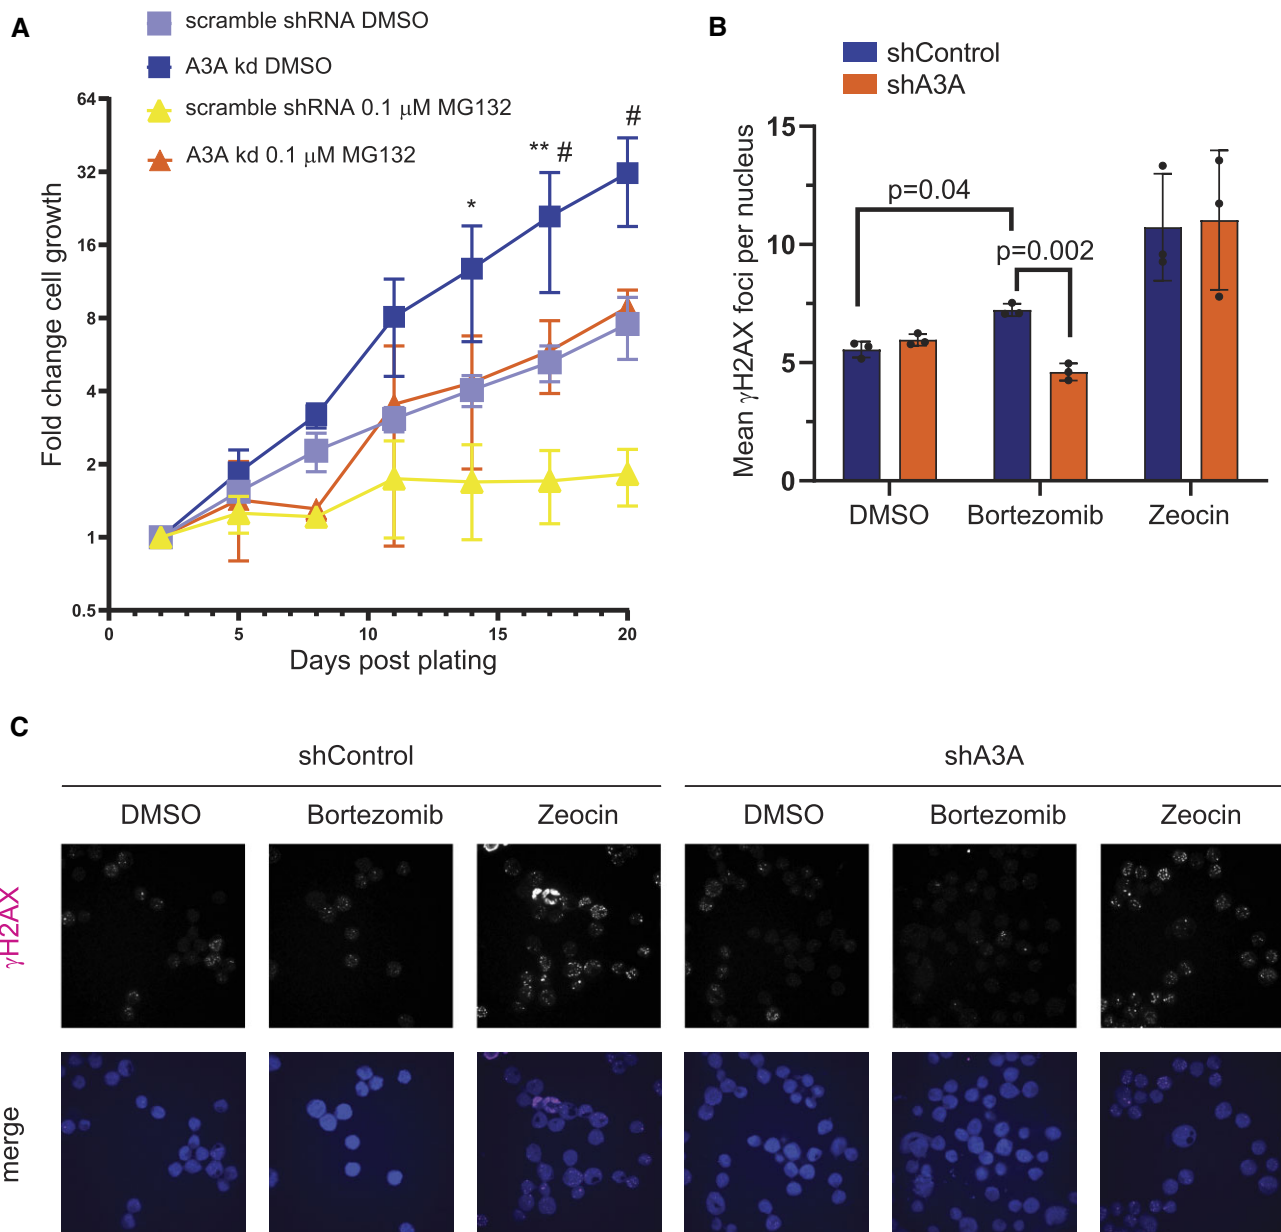 A
scramble shRNA DMSO
A3A kd DMSO
scramble shRNA 0.1 μM MG132
A3A kd 0.1 μM MG132
Fold change cell growth
64
32
16
8
4
2
1
0.5
* 
** #
#
0 5 10 15 20
Days post plating
B
shControl
shA3A
Mean γH2AX foci per nucleus
15
10
5
0
p=0.04
p=0.002
DMSO Bortezomib Zeocin
C
shControl shA3A
DMSO Bortezomib Zeocin DMSO Bortezomib Zeocin
γH2AX
merge